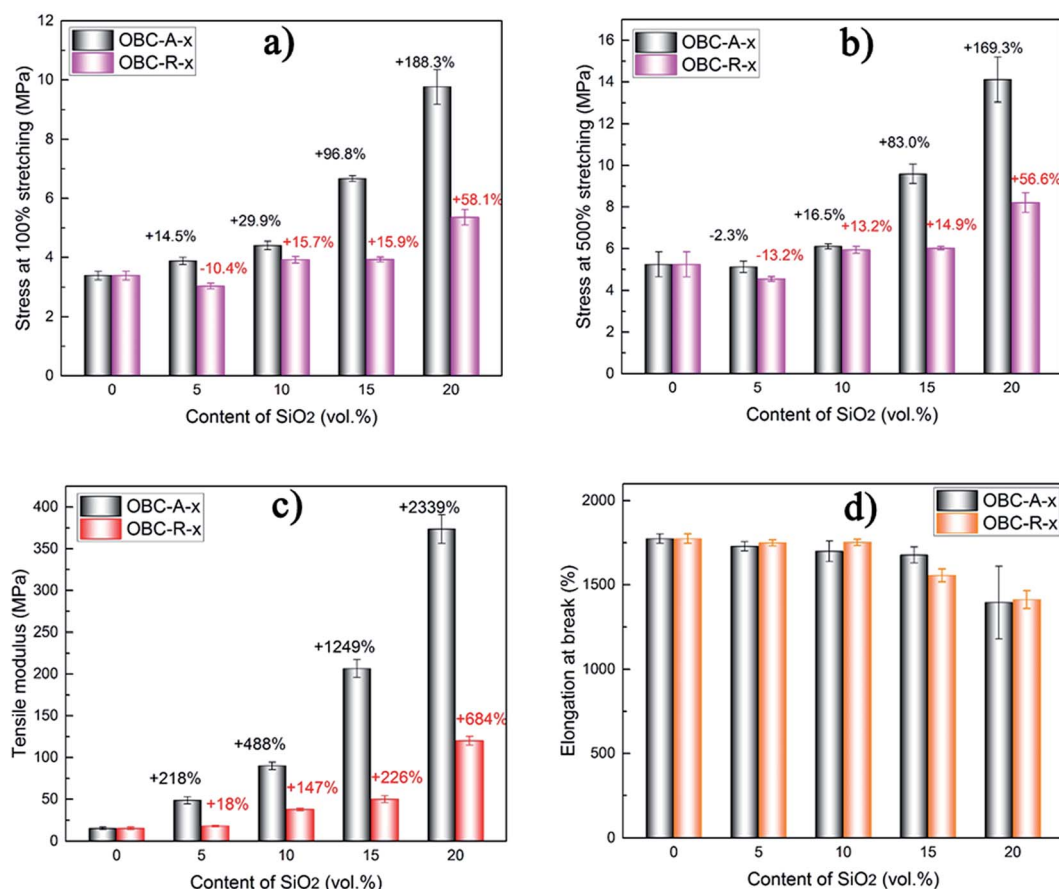 a)
OBC-A-x
OBC-R-x
Stress at 100% stretching (MPa)
12
10
8
6
4
2
0
+14.5%
-10.4%
+29.9%
+15.7%
+96.8%
+15.9%
+188.3%
+58.1%
0 5 10 15 20
Content of SiO2 (vol.%)
b)
OBC-A-x
OBC-R-x
Stress at 500% stretching (MPa)
16
14
12
10
8
6
4
2
0
-2.3%
-13.2%
+16.5%
+13.2%
+83.0%
+14.9%
+169.3%
+56.6%
0 5 10 15 20
Content of SiO2 (vol.%)
c)
OBC-A-x
OBC-R-x
Tensile modulus (MPa)
400
350
300
250
200
150
100
50
0
+218%
+18%
+488%
+147%
+1249%
+226%
+2339%
+684%
0 5 10 15 20
Content of SiO2 (vol.%)
d)
OBC-A-x
OBC-R-x
Elongation at break (%)
2000
1500
1000
500
0
0 5 10 15 20
Content of SiO2 (vol.%)